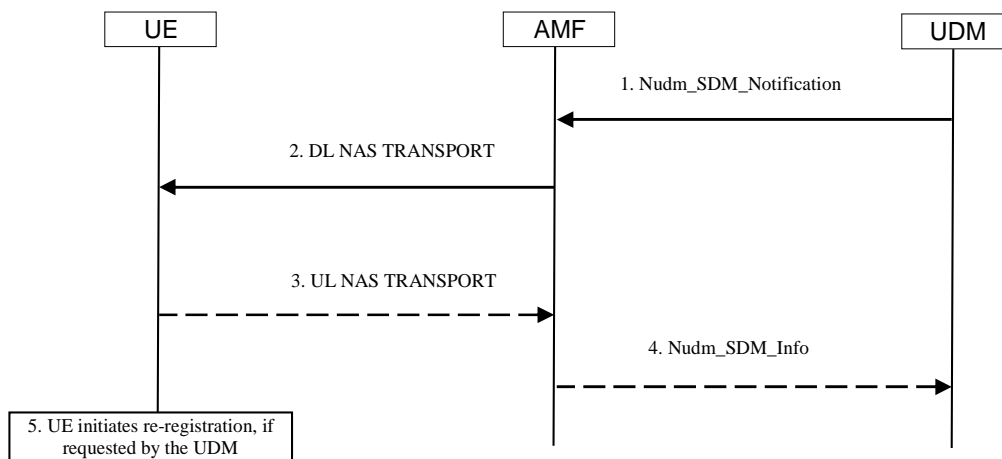 UE
AMF
UDM
1. Nudm_SDM_Notification
2. DL NAS TRANSPORT
3. UL NAS TRANSPORT
4. Nudm_SDM_Info
5. UE initiates re-registration, if
requested by the UDM